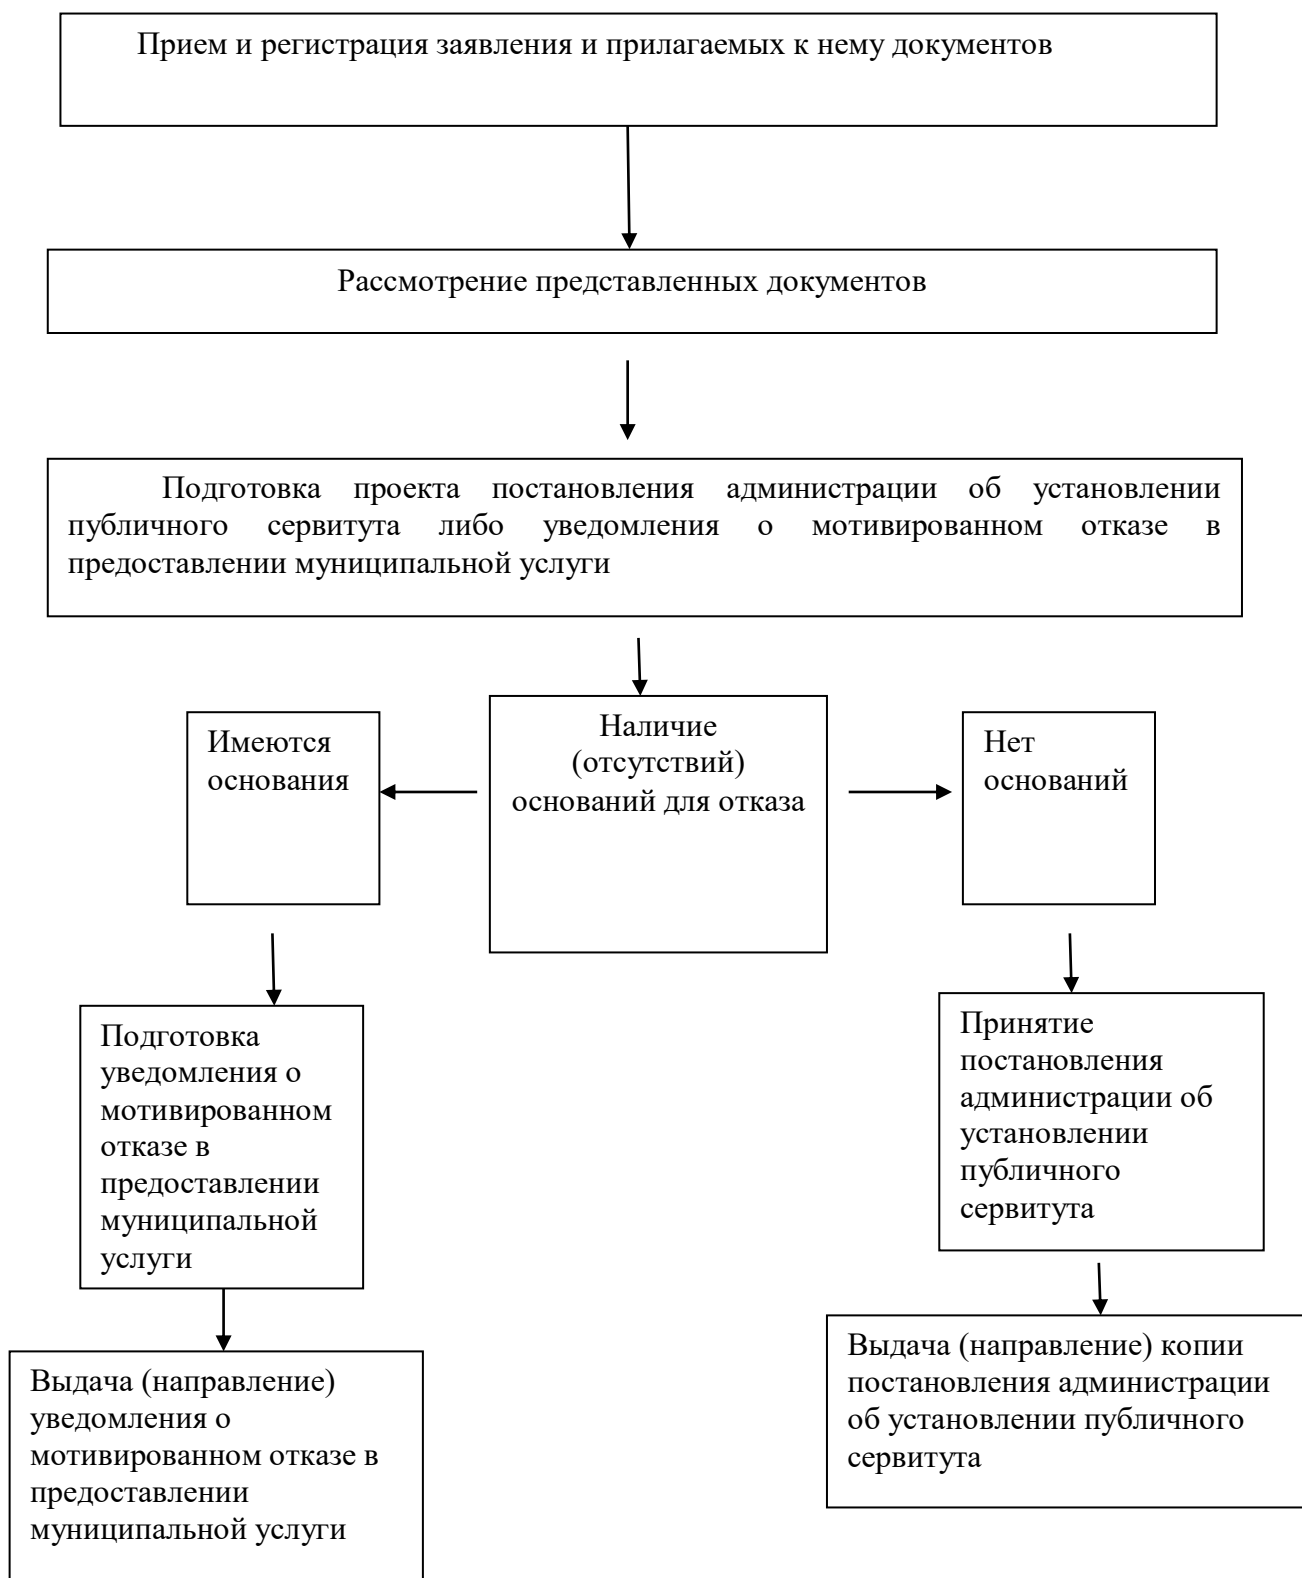 Прием и регистрация заявления и прилагаемых к нему документов
Рассмотрение представленных документов
Подготовка проекта постановления администрации об установлении
публичного сервитута либо уведомления о мотивированном отказе в
предоставлении муниципальной услуги
Имеются
основания
Наличие
(отсутствий)
оснований для отказа
Нет
оснований
Подготовка
уведомления о
мотивированном
отказе в
предоставлении
муниципальной
услуги
Принятие
постановления
администрации об
установлении
публичного
сервитута
Выдача (направление)
уведомления о
мотивированном отказе в
предоставлении
муниципальной услуги
Выдача (направление) копии
постановления администрации
об установлении публичного
сервитута